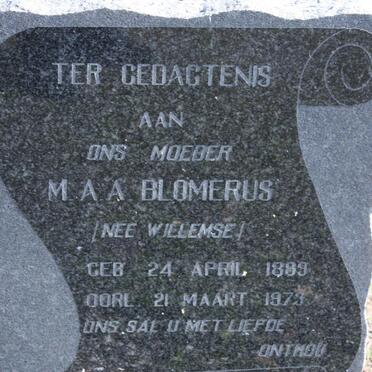 TER GEDAGTENIS
AAN
ONS MOEDER
M. A. A. BLOMERUS
(NEE WILLEMSE)
GEB. 24 APRIL 1889
OORL. 21 MAART 1973
ONS SAL U MET LIEFDE
ONTHOU